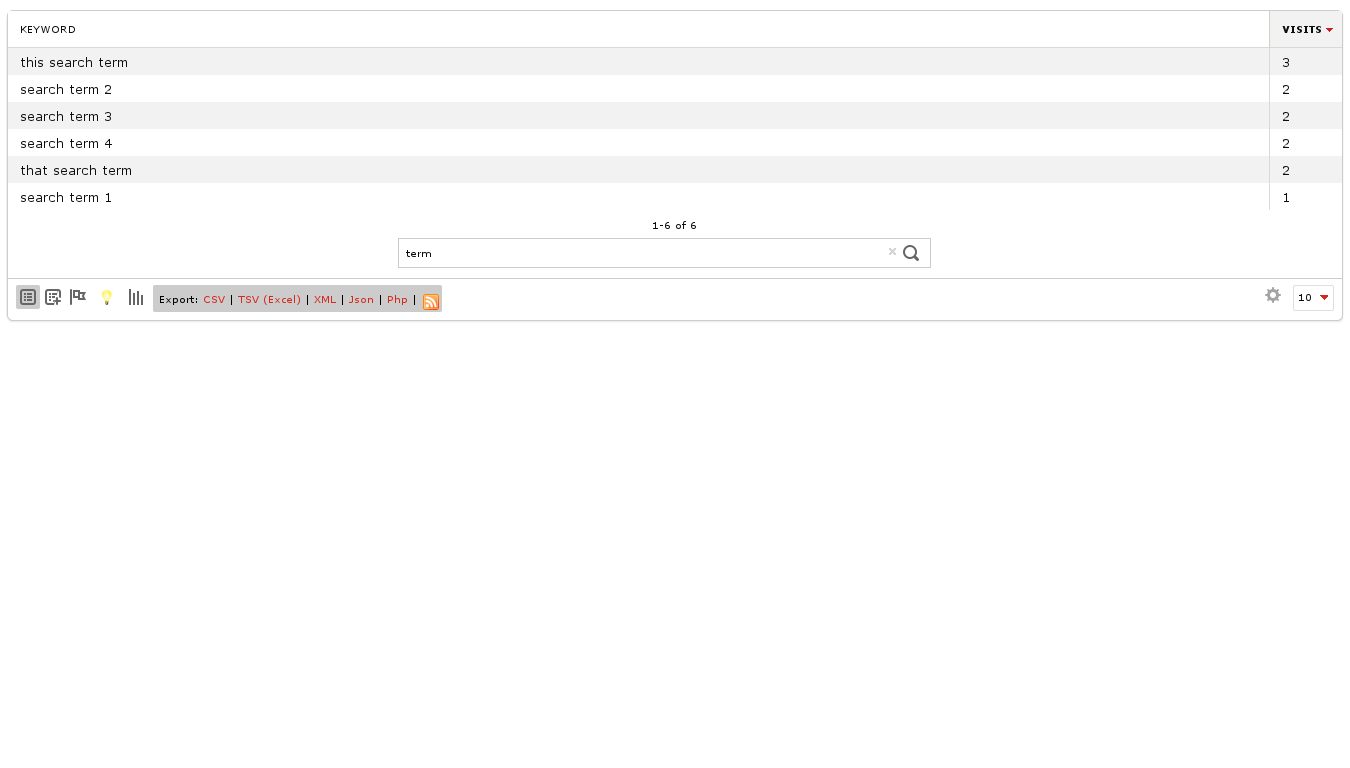 KEYWORD VISITS
this search term 3
search term 2 2
search term 3 2
search term 4 2
that search term 2
search term 1 1
1-6 of 6
term
Export: CSV | TSV (Excel) | XML | Json | Php |
10